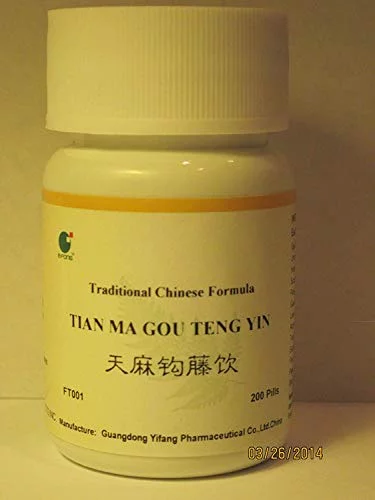 EFONG
Traditional Chinese Formula
TIAN MA GOU TENG YIN
天麻钩藤饮
FT001
200 Pills
Manufacture: Guangdong Yifang Pharmaceutical Co.,Ltd.China
03/26/2014